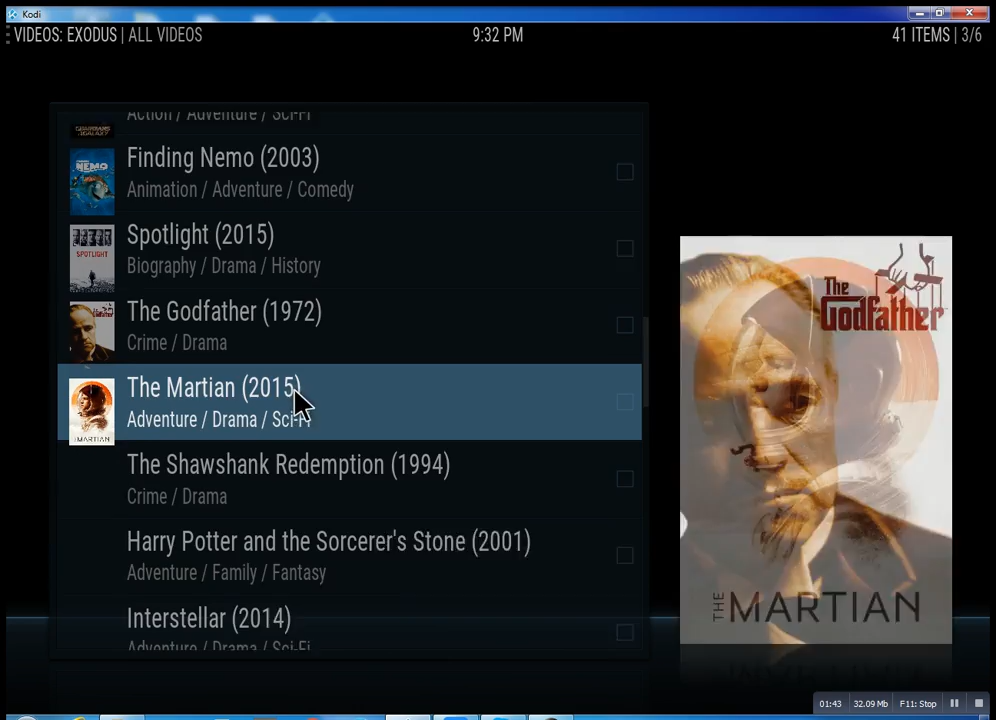 Kodi
VIDEOS: EXODUS | ALL VIDEOS
9:32 PM
41 ITEMS | 3/6
Action / Adventure / Sci-Fi
Finding Nemo (2003)
Animation / Adventure / Comedy
NEMO
Spotlight (2015)
Biography / Drama / History
SPOTLIGHT
The Godfather (1972)
Crime / Drama
The Martian (2015)
Adventure / Drama / Sci-Fi
MARTIAN
The Shawshank Redemption (1994)
Crime / Drama
Harry Potter and the Sorcerer's Stone (2001)
Adventure / Family / Fantasy
Interstellar (2014)
Adventure / Drama / Sci-Fi
The
Godfather
THE MARTIAN
01:43
32.09 Mb
F11: Stop